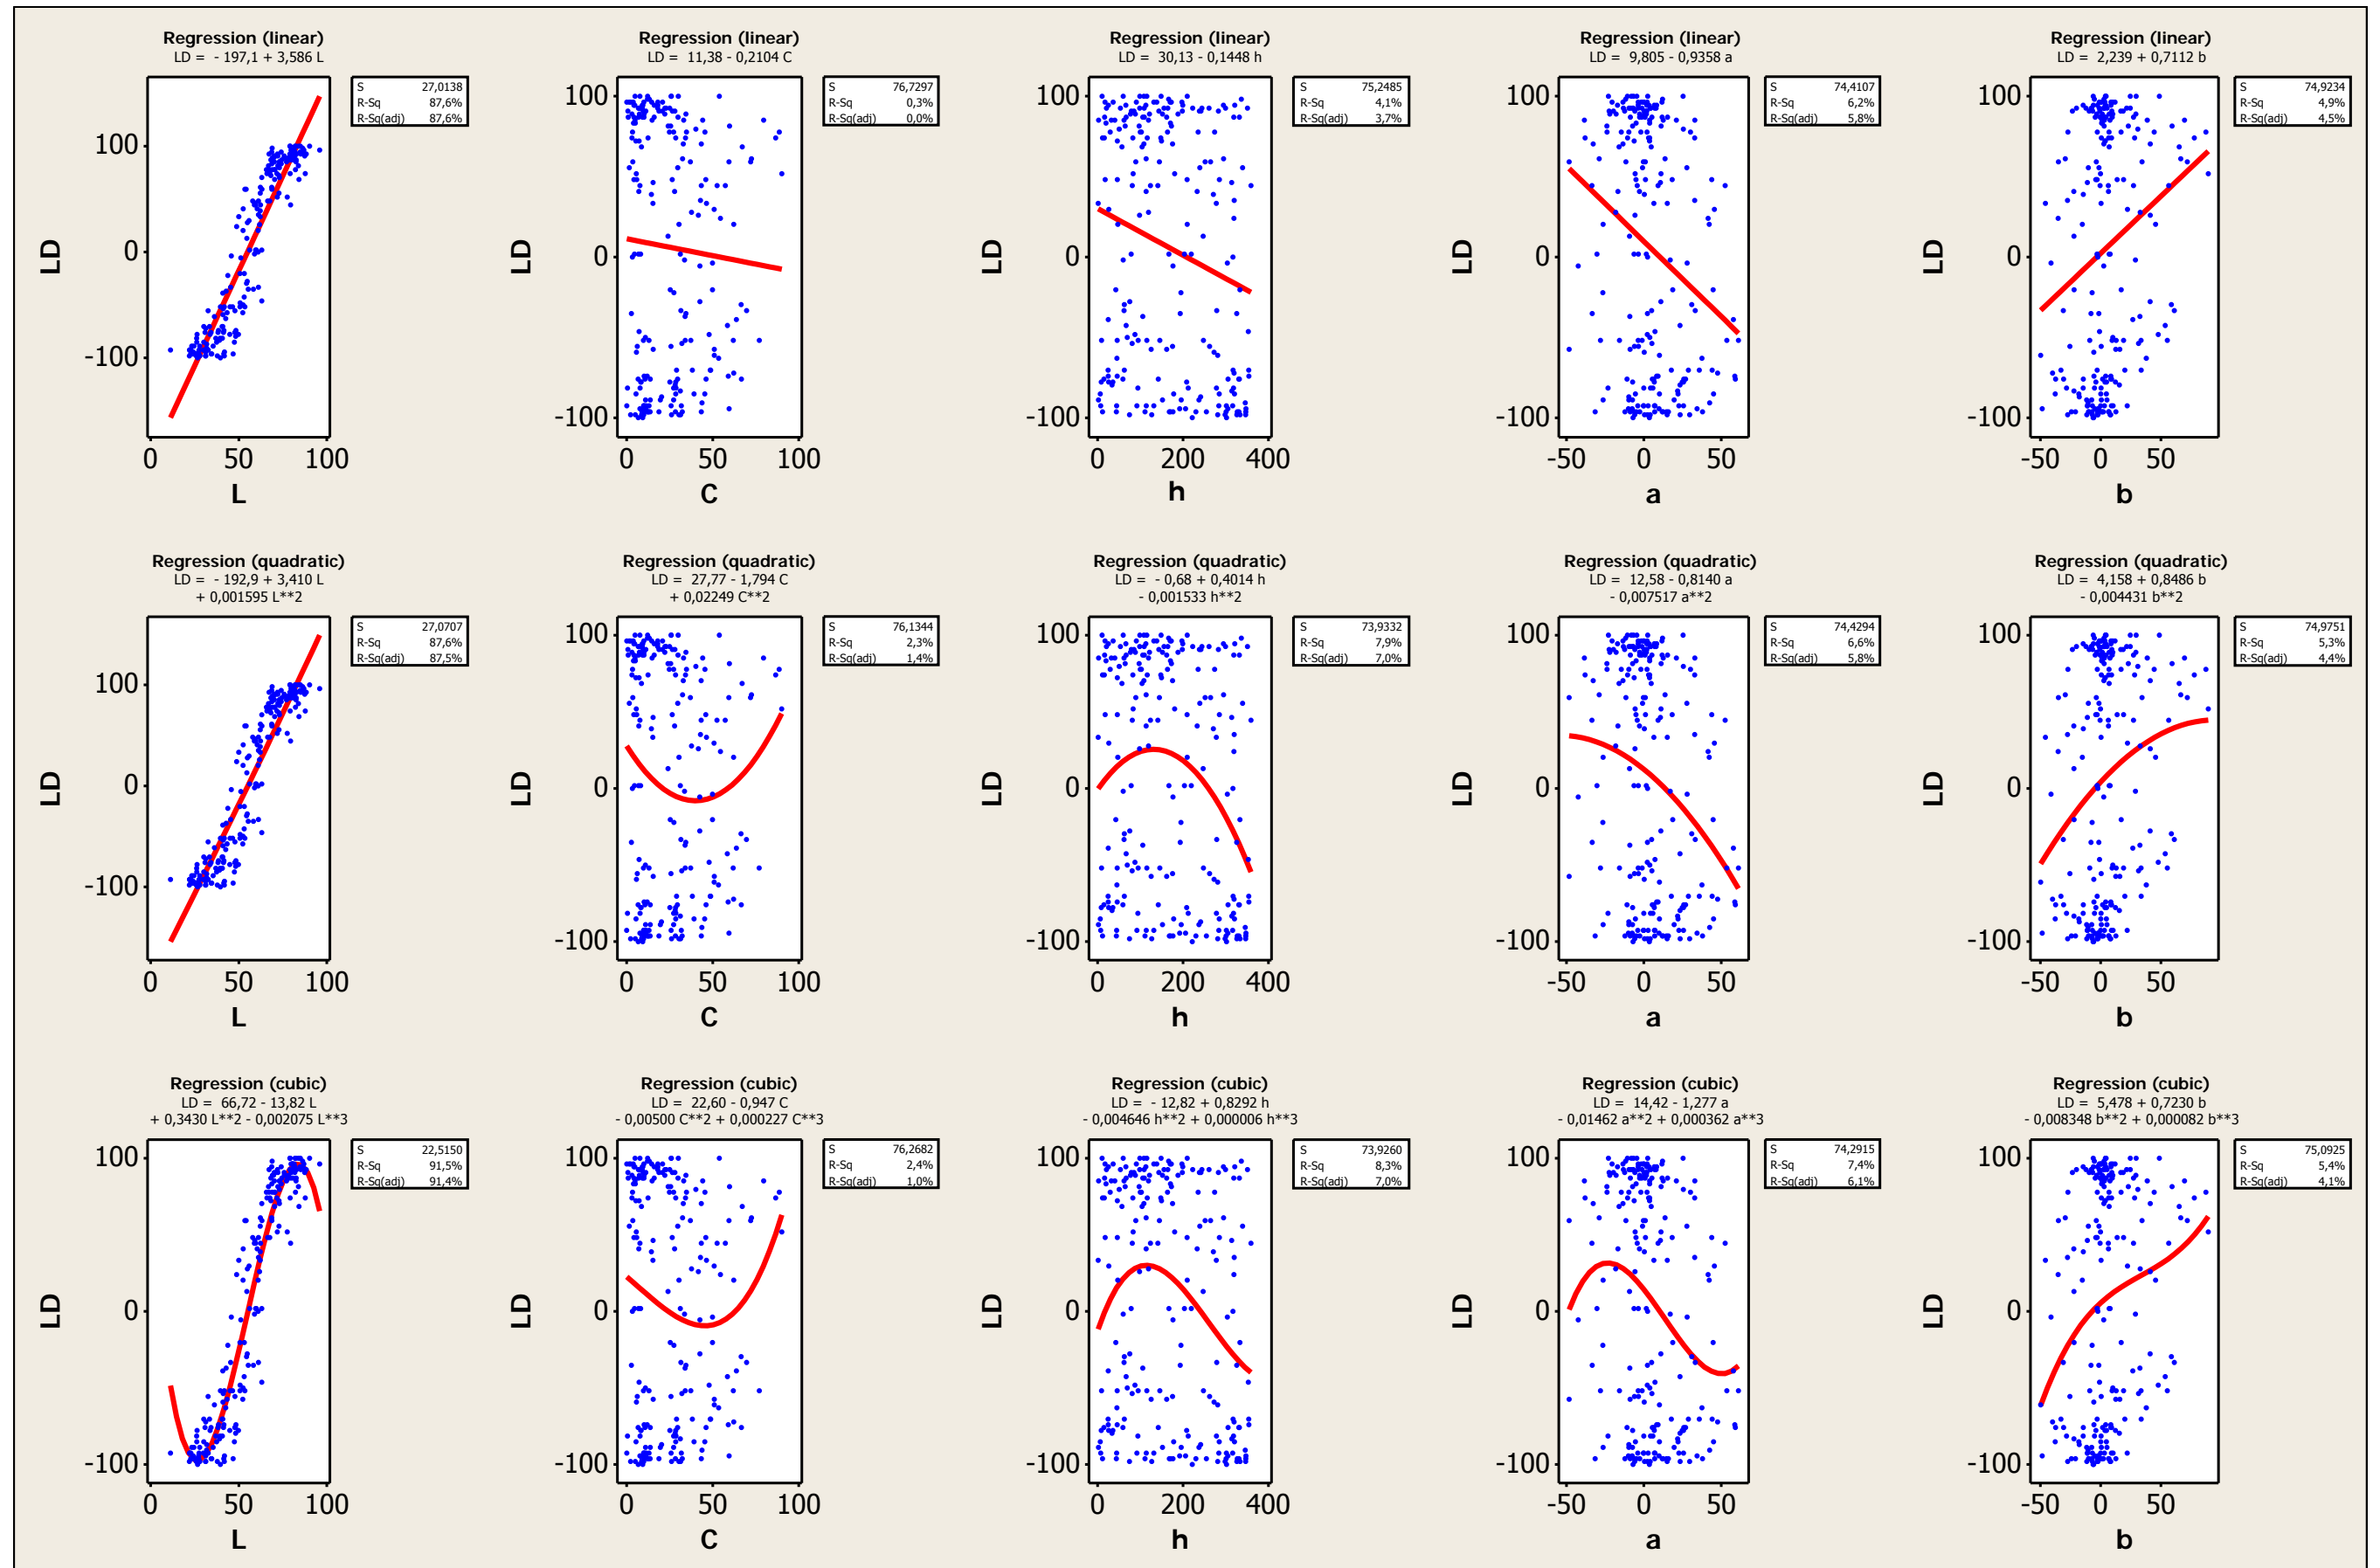 Regression (linear)
LD = - 197,1 + 3,586 L
S 27,0138
R-Sq 87,6%
R-Sq(adj) 87,6%
LD
100
0
-100
0 50 100
L
Regression (linear)
LD = 11,38 - 0,2104 C
S 76,7297
R-Sq 0,3%
R-Sq(adj) 0,0%
LD
100
0
-100
0 50 100
C
Regression (linear)
LD = 30,13 - 0,1448 h
S 75,2485
R-Sq 4,1%
R-Sq(adj) 3,7%
LD
100
0
-100
0 200 400
h
Regression (linear)
LD = 9,805 - 0,9358 a
S 74,4107
R-Sq 6,2%
R-Sq(adj) 5,8%
LD
100
0
-100
-50 0 50
a
Regression (linear)
LD = 2,239 + 0,7112 b
S 74,9234
R-Sq 4,9%
R-Sq(adj) 4,5%
LD
100
0
-100
-50 0 50
b
Regression (quadratic)
LD = - 192,9 + 3,410 L
+ 0,001595 L**2
S 27,0707
R-Sq 87,6%
R-Sq(adj) 87,5%
LD
100
0
-100
0 50 100
L
Regression (quadratic)
LD = 27,77 - 1,794 C
+ 0,02249 C**2
S 76,1344
R-Sq 2,3%
R-Sq(adj) 1,4%
LD
100
0
-100
0 50 100
C
Regression (quadratic)
LD = - 0,68 + 0,4014 h
- 0,001533 h**2
S 73,9332
R-Sq 7,9%
R-Sq(adj) 7,0%
LD
100
0
-100
0 200 400
h
Regression (quadratic)
LD = 12,58 - 0,8140 a
- 0,007517 a**2
S 74,4294
R-Sq 6,6%
R-Sq(adj) 5,8%
LD
100
0
-100
-50 0 50
a
Regression (quadratic)
LD = 4,158 + 0,8486 b
- 0,004431 b**2
S 74,9751
R-Sq 5,3%
R-Sq(adj) 4,4%
LD
100
0
-100
-50 0 50
b
Regression (cubic)
LD = 66,72 - 13,82 L
+ 0,3430 L**2 - 0,002075 L**3
S 22,5150
R-Sq 91,5%
R-Sq(adj) 91,4%
LD
100
0
-100
0 50 100
L
Regression (cubic)
LD = 22,60 - 0,947 C
- 0,00500 C**2 + 0,000227 C**3
S 76,2682
R-Sq 2,4%
R-Sq(adj) 1,0%
LD
100
0
-100
0 50 100
C
Regression (cubic)
LD = - 12,82 + 0,8292 h
- 0,004646 h**2 + 0,000006 h**3
S 73,9260
R-Sq 8,3%
R-Sq(adj) 7,0%
LD
100
0
-100
0 200 400
h
Regression (cubic)
LD = 14,42 - 1,277 a
- 0,01462 a**2 + 0,000362 a**3
S 74,2915
R-Sq 7,4%
R-Sq(adj) 6,1%
LD
100
0
-100
-50 0 50
a
Regression (cubic)
LD = 5,478 + 0,7230 b
- 0,008348 b**2 + 0,000082 b**3
S 75,0925
R-Sq 5,4%
R-Sq(adj) 4,1%
LD
100
0
-100
-50 0 50
b